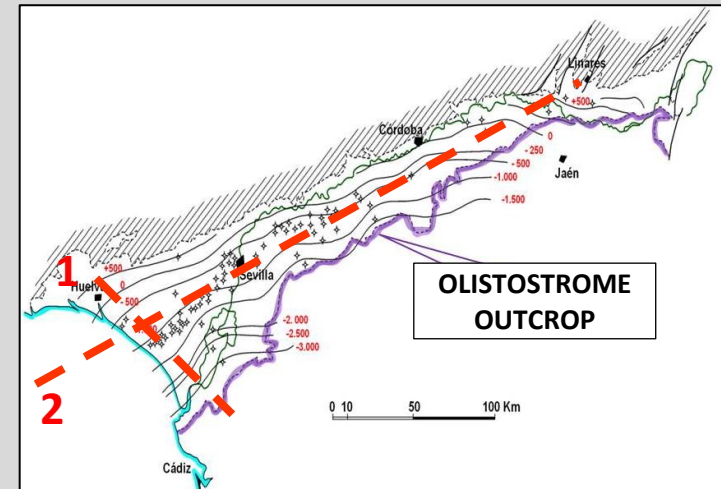 Linares
+500
Córdoba
0
- 250
- 500
-1.000
-1.500
Jaén
1
+500
Huelva
0
- 500
Sevilla
OLISTOSTROME
OUTCROP
-2.000
-2.500
-3.000
2
0 10 50 100 Km
Cádiz